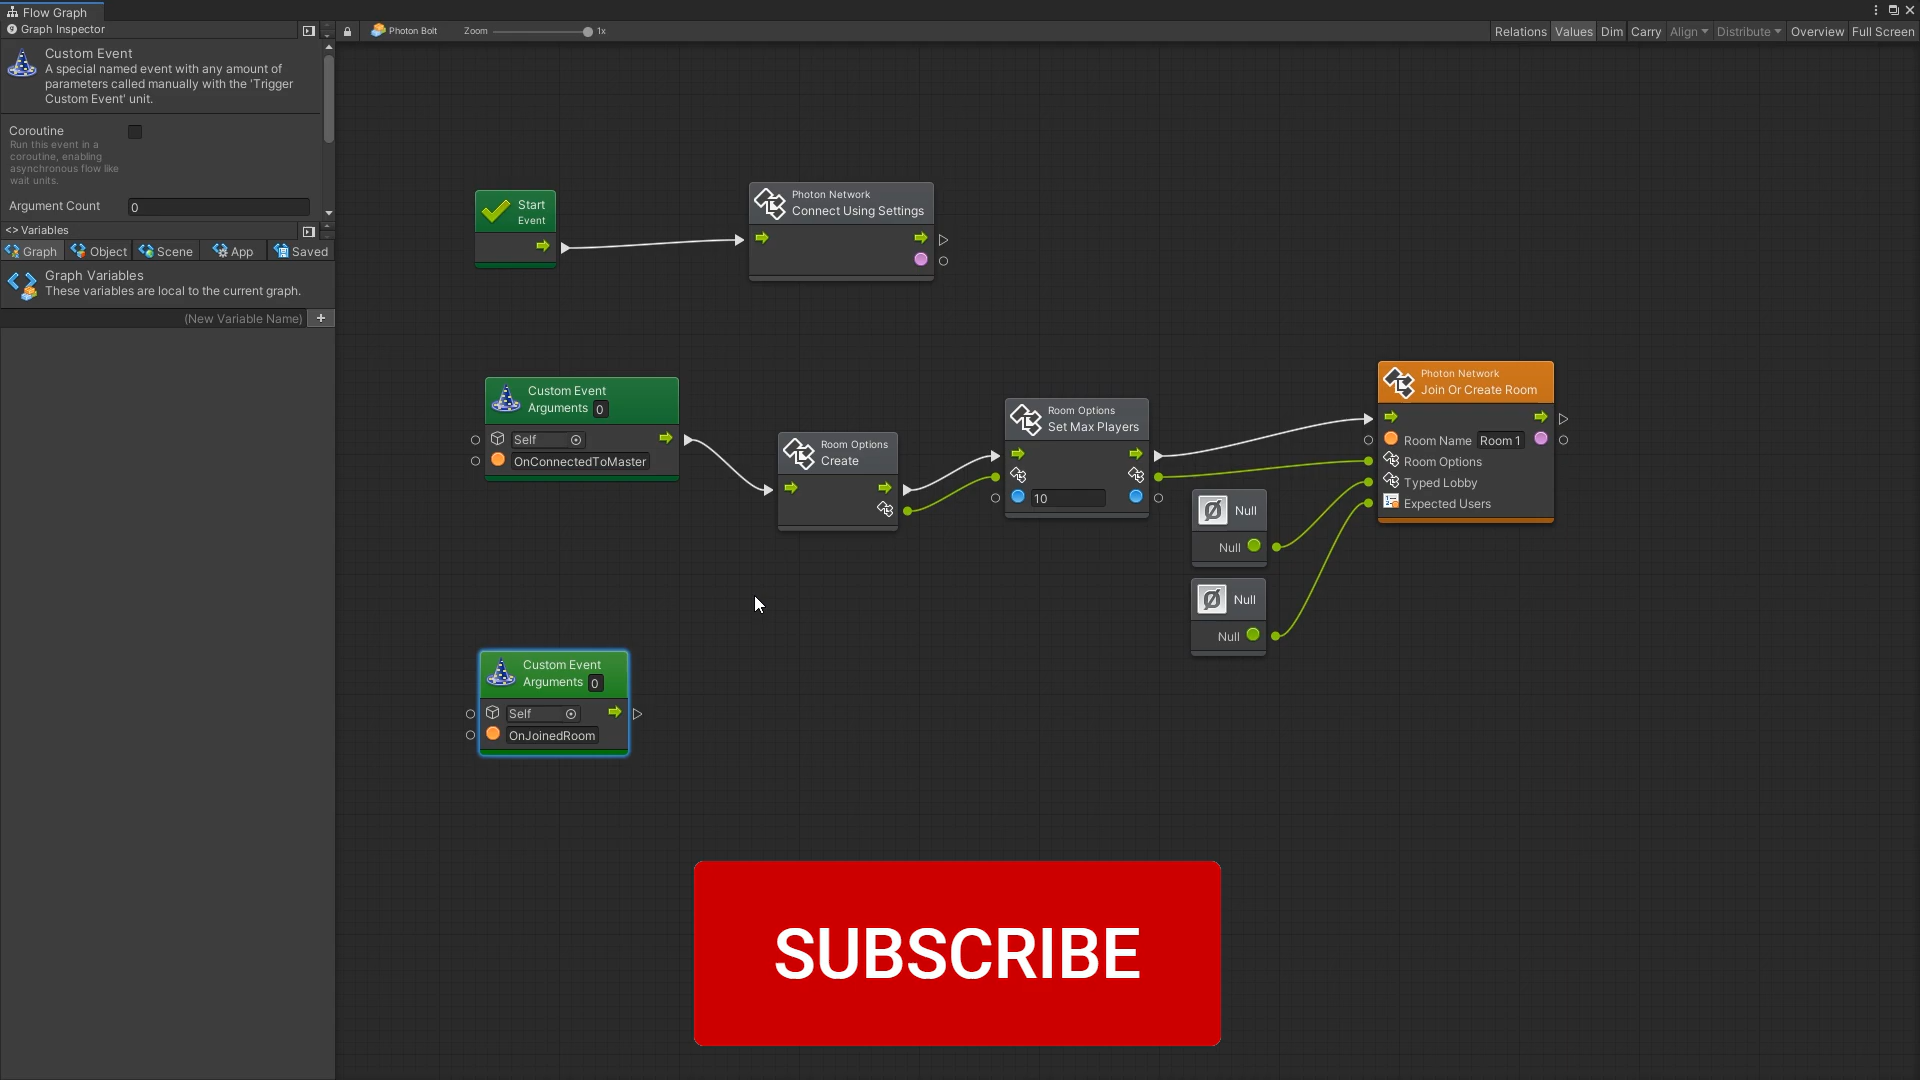 Flow Graph
Graph Inspector
Custom Event
A special named event with any amount of
parameters called manually with the 'Trigger
Custom Event' unit.
Coroutine
Run this event in a
coroutine, enabling
asynchronous flow like
wait units.
Argument Count
0
<> Variables
Graph
Object
Scene
App
Saved
Graph Variables
These variables are local to the current graph.
(New Variable Name)
+
Photon Bolt
Zoom
1x
Relations
Values
Dim
Carry
Align
Distribute
Overview
Full Screen
Start
Event
Photon Network
Connect Using Settings
Custom Event
Arguments 0
Self
OnConnectedToMaster
Room Options
Create
Room Options
Set Max Players
10
Null
Null
Null
Null
Photon Network
Join Or Create Room
Room Name Room 1
Room Options
Typed Lobby
Expected Users
Custom Event
Arguments 0
Self
OnJoinedRoom
SUBSCRIBE